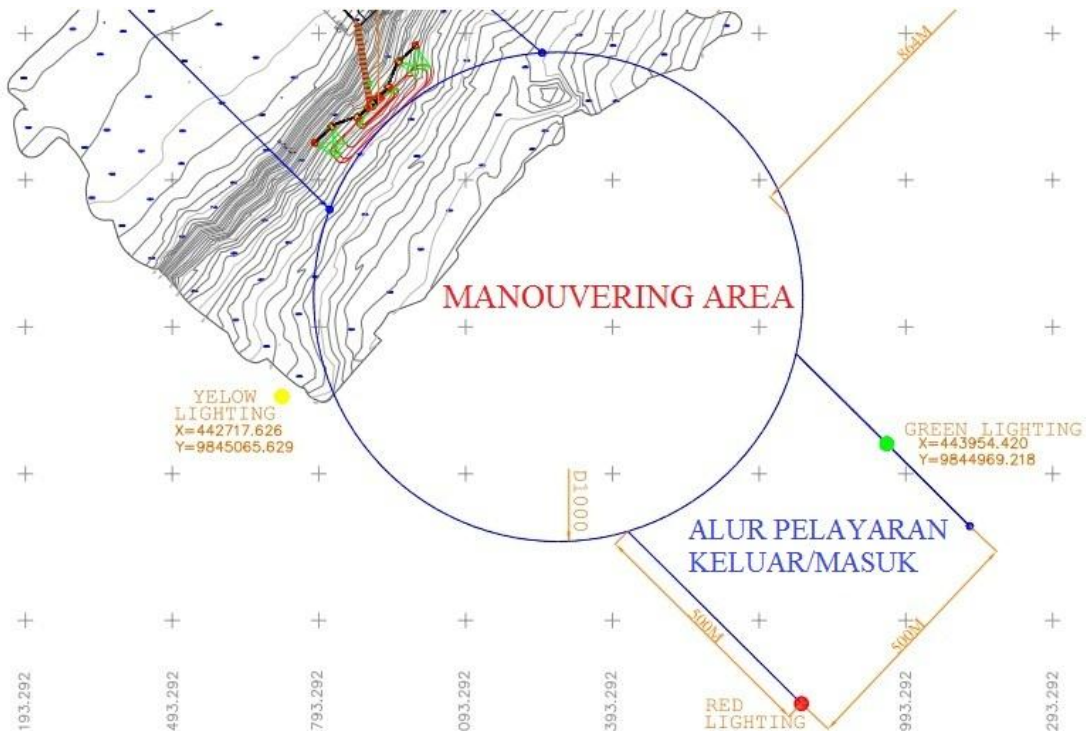 864M
MANOUVERING AREA
YELOW
LIGHTING
X=442717.626
Y=9845065.629
GREEN LIGHTING
X=443954.420
Y=9844969.218
D1000
ALUR PELAYARAN
KELUAR/MASUK
500M
500M
RED
LIGHTING
193.292
493.292
793.292
093.292
393.292
993.292
293.292